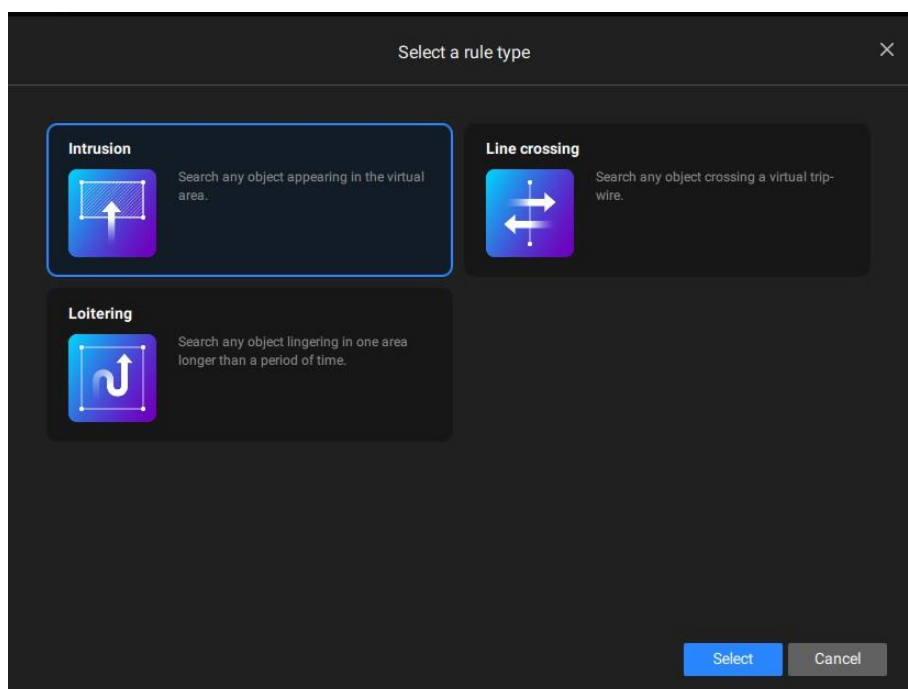 Select a rule type
Intrusion
Search any object appearing in the virtual
area.
Line crossing
Search any object crossing a virtual trip-
wire.
Loitering
Search any object lingering in one area
longer than a period of time.
Select
Cancel